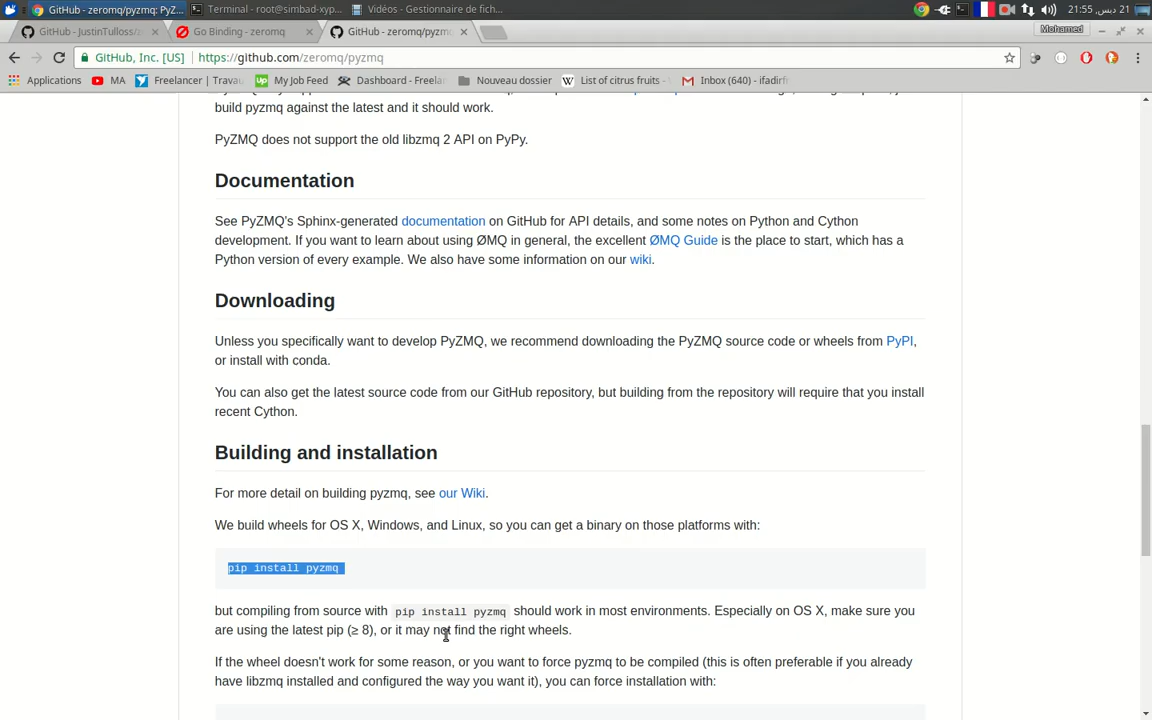 GitHub - zeromq/pyzmq: PyZ...
Terminal - root@simbad-xyp...
Vidéos - Gestionnaire de fich...
21 دبس, 21:55
GitHub - JustinTulloss/zero
Go Binding - zeromq
GitHub - zeromq/pyzmq
Mohamed
GitHub, Inc. [US]
https://github.com/zeromq/pyzmq
Applications
MA
Freelancer | Travau
My Job Feed
Dashboard - Freelan
Nouveau dossier
List of citrus fruits -
Inbox (640) - ifadirfr
build pyzmq against the latest and it should work.
PyZMQ does not support the old libzmq 2 API on PyPy.
Documentation
See PyZMQ's Sphinx-generated documentation on GitHub for API details, and some notes on Python and Cython
development. If you want to learn about using ØMQ in general, the excellent ØMQ Guide is the place to start, which has a
Python version of every example. We also have some information on our wiki.
Downloading
Unless you specifically want to develop PyZMQ, we recommend downloading the PyZMQ source code or wheels from PyPI,
or install with conda.
You can also get the latest source code from our GitHub repository, but building from the repository will require that you install
recent Cython.
Building and installation
For more detail on building pyzmq, see our Wiki.
We build wheels for OS X, Windows, and Linux, so you can get a binary on those platforms with:
pip install pyzmq
but compiling from source with pip install pyzmq should work in most environments. Especially on OS X, make sure you
are using the latest pip (≥ 8), or it may not find the right wheels.
If the wheel doesn't work for some reason, or you want to force pyzmq to be compiled (this is often preferable if you already
have libzmq installed and configured the way you want it), you can force installation with: